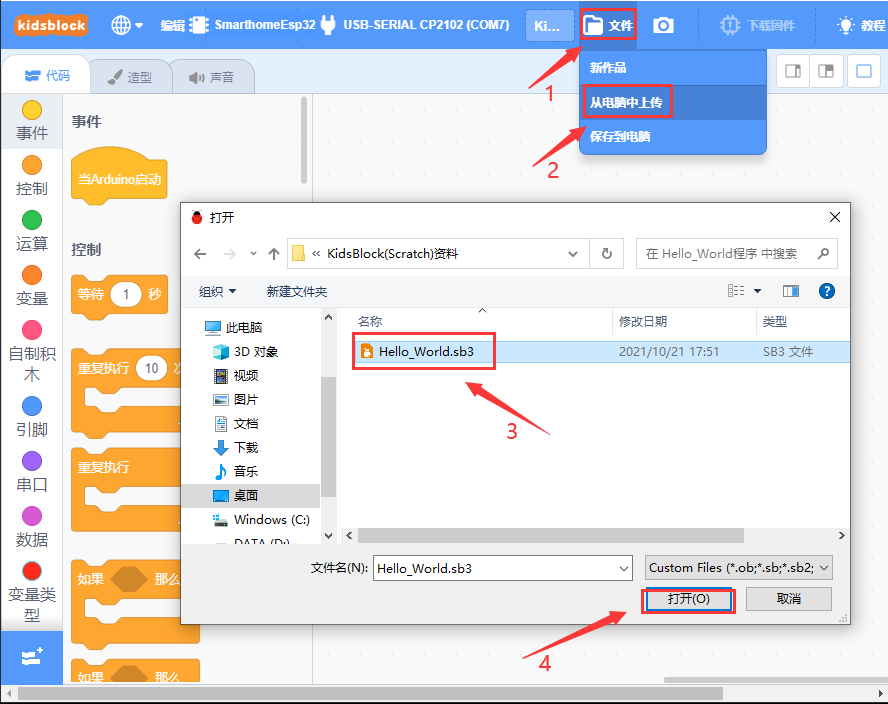 kidsblock 编辑 SmarthomeEsp32 USB-SERIAL CP2102 (COM7) Ki... 文件 下载固件 教程
代码 造型 声音
新作品
从电脑中上传
保存到电脑
1
2
事件
控制
运算
变量
自制积
木
引脚
串口
数据
变量类
型
事件
当Arduino启动
控制
等待 1 秒
重复执行 10 次
重复执行
如果 那么
如果 那么
打开
« KidsBlock(Scratch)资料
在 Hello_World程序 中搜索
组织 新建文件夹
此电脑
3D 对象
视频
图片
文档
下载
音乐
桌面
Windows (C:)
DATA (D:)
名称 修改日期 类型
Hello_World.sb3 2021/10/21 17:51 SB3 文件
3
文件名(N): Hello_World.sb3 Custom Files (*.ob;*.sb;*.sb2;
打开(O) 取消
4